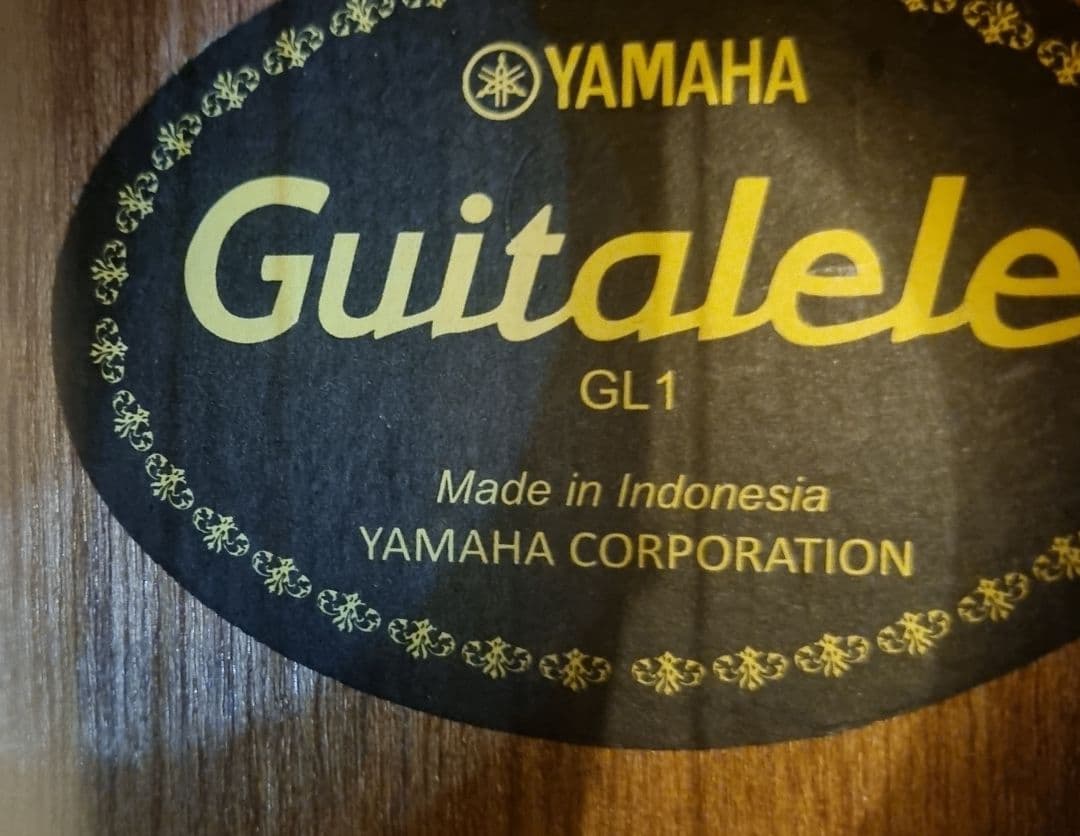 YAMAHA
Guitalele
GL1
Made in Indonesia
YAMAHA CORPORATION